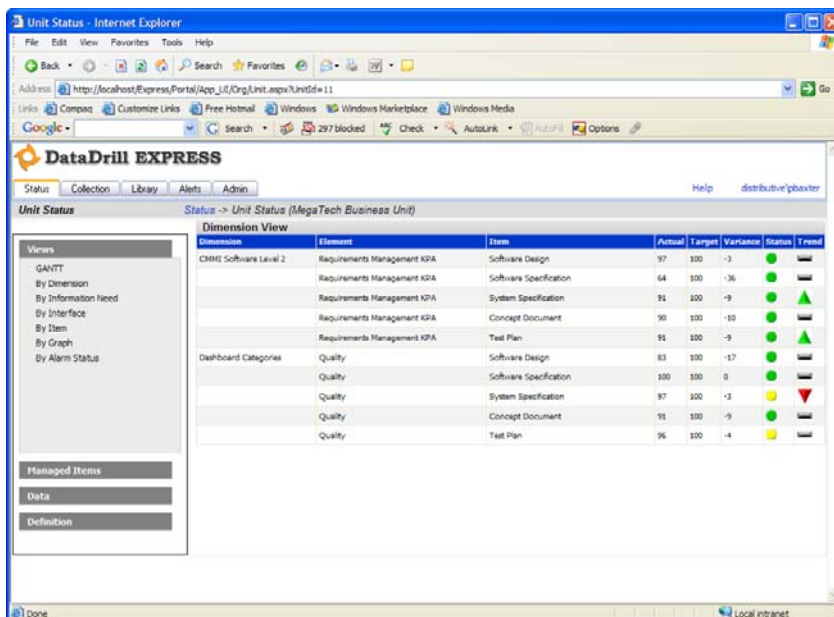 Unit Status - Internet Explorer
File Edit View Favorites Tools Help
Back Search Favorites
Address http://localhost/Express/Portal/App_UI/Org/Unit.aspx?UnitId=11 Go
Links Compaq Customize Links Free Hotmail Windows Windows Marketplace Windows Media
Google Search 297 blocked Check AutoLink AutoFill Options
DataDrill EXPRESS
Status Collection Library Alerts Admin Help distributive\pbaxter
Unit Status Status -> Unit Status (MegaTech Business Unit)
Dimension View
Views
GANTT
By Dimension
By Information Need
By Interface
By Item
By Graph
By Alarm Status
Managed Items
Data
Definition
Dimension Element Item Actual Target Variance Status Trend
CMMI Software Level 2 Requirements Management KPA Software Design 97 100 -3
Requirements Management KPA Software Specification 64 100 -36
Requirements Management KPA System Specification 91 100 -9
Requirements Management KPA Concept Document 90 100 -10
Requirements Management KPA Test Plan 91 100 -9
Dashboard Categories Quality Software Design 83 100 -17
Quality Software Specification 100 100 0
Quality System Specification 97 100 -3
Quality Concept Document 91 100 -9
Quality Test Plan 96 100 -4
Done Local intranet